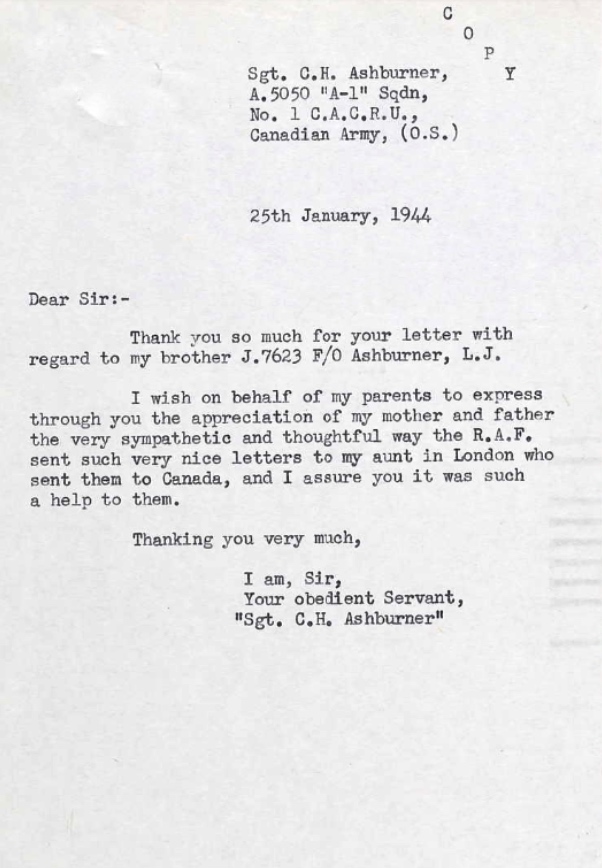 C
O
P
Y
Sgt. C.H. Ashburner,
A.5050 "A-1" Sqdn,
No. 1 C.A.C.R.U.,
Canadian Army, (O.S.)
25th January, 1944
Dear Sir:-
Thank you so much for your letter with
regard to my brother J.7623 F/O Ashburner, L.J.
I wish on behalf of my parents to express
through you the appreciation of my mother and father
the very sympathetic and thoughtful way the R.A.F.
sent such very nice letters to my aunt in London who
sent them to Canada, and I assure you it was such
a help to them.
Thanking you very much,
I am, Sir,
Your obedient Servant,
"Sgt. C.H. Ashburner"